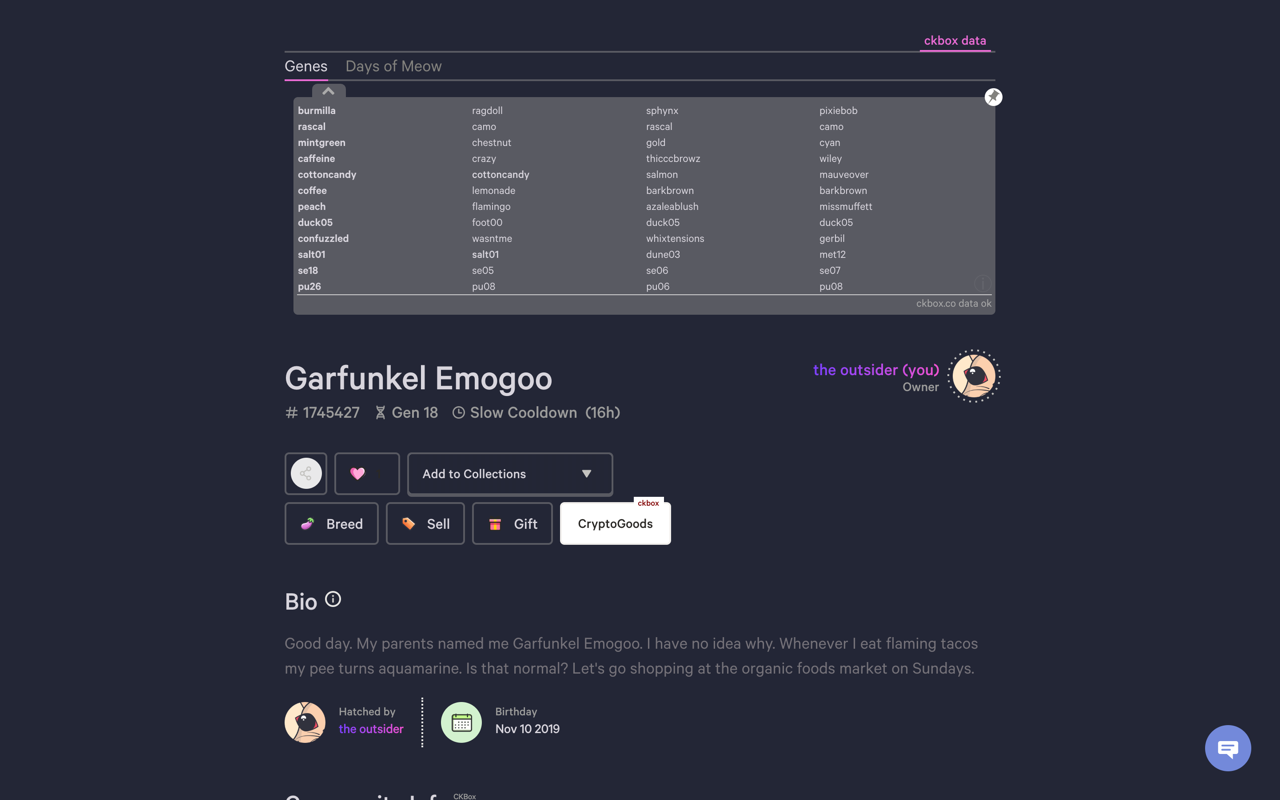 ckbox data
Genes Days of Meow
burmilla ragdoll sphynx pixiebob
rascal camo rascal camo
mintgreen chestnut gold cyan
caffeine crazy thicccbrowz wiley
cottoncandy cottoncandy salmon mauveover
coffee lemonade barkbrown barkbrown
peach flamingo azaleablush missmuffett
duck05 foot00 duck05 duck05
confuzzled wasntme whixtensions gerbil
salt01 salt01 dune03 met12
se18 se05 se06 se07
pu26 pu08 pu06 pu08
ckbox.co data ok
Garfunkel Emogoo
the outsider (you)
Owner
# 1745427 Gen 18 Slow Cooldown (16h)
Add to Collections
ckbox
Breed Sell Gift CryptoGoods
Bio
Good day. My parents named me Garfunkel Emogoo. I have no idea why. Whenever I eat flaming tacos
my pee turns aquamarine. Is that normal? Let's go shopping at the organic foods market on Sundays.
Hatched by Birthday
the outsider Nov 10 2019
CKBox